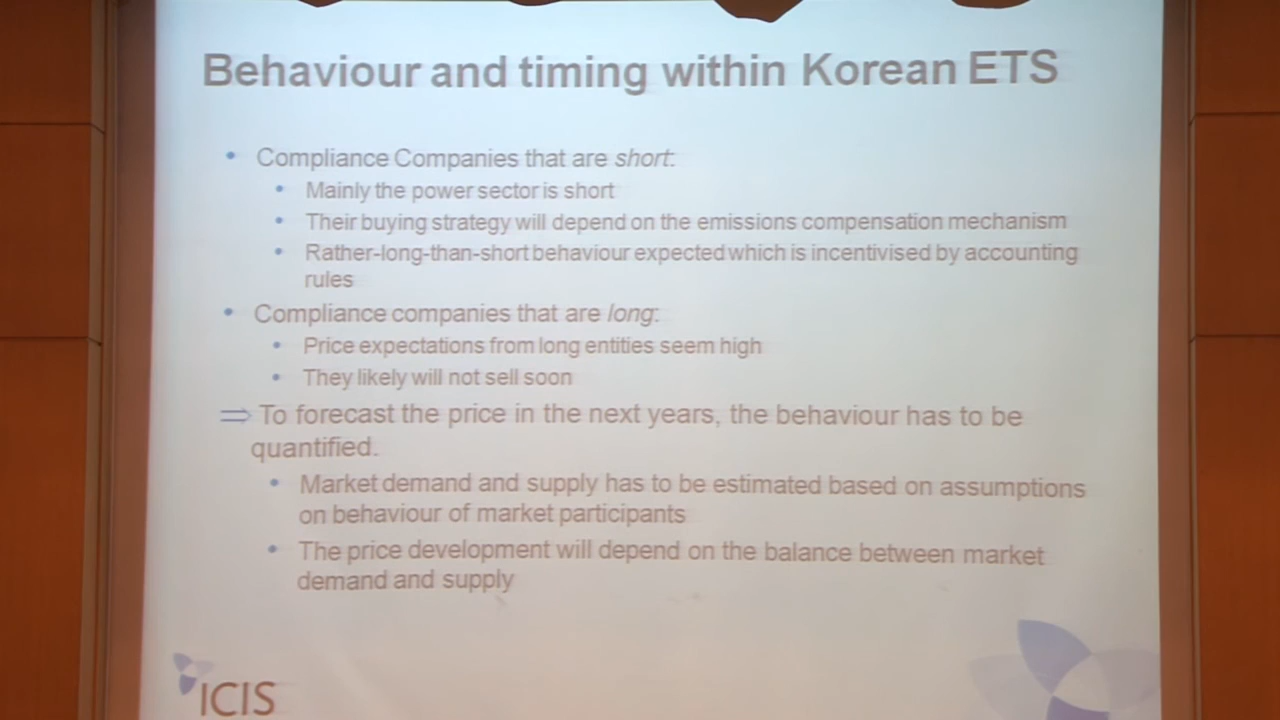 Behaviour and timing within Korean ETS
• Compliance Companies that are short:
• Mainly the power sector is short
• Their buying strategy will depend on the emissions compensation mechanism
• Rather-long-than-short behaviour expected which is incentivised by accounting
rules
• Compliance companies that are long:
• Price expectations from long entities seem high
• They likely will not sell soon
⇒ To forecast the price in the next years, the behaviour has to be
quantified.
• Market demand and supply has to be estimated based on assumptions
on behaviour of market participants
• The price development will depend on the balance between market
demand and supply
ICIS